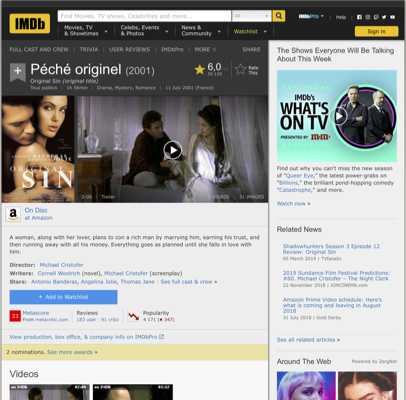 IMDb
Find Movies, TV shows, Celebrities and more...
All
IMDbPro
Help
Movies, TV
& Showtimes
Celebs, Events
& Photos
News &
Community
Watchlist
Sign in
FULL CAST AND CREW | TRIVIA | USER REVIEWS | IMDbPro | MORE
SHARE
Péché originel (2001)
Original Sin (original title)
Tous publics | 1h 56min | Drama, Mystery, Romance | 11 July 2001 (France)
6,0
Rate
This
ORIGINAL
SIN
2:08 Trailer
VIDEOS | 31 IMAGES
On Disc
at Amazon
A woman, along with her lover, plans to con a rich man by marrying him, earning his trust, and
then running away with all his money. Everything goes as planned until she falls in love with
him.
Director: Michael Cristofer
Writers: Cornell Woolrich (novel), Michael Cristofer (screenplay)
Stars: Antonio Banderas, Angelina Jolie, Thomas Jane | See full cast & crew »
+ Add to Watchlist
33
Metascore
From metacritic.com
Reviews
183 user | 91 critic
Popularity
4 171 ( 347)
View production, box office, & company info on IMDbPro
2 nominations. See more awards »
Videos
The Shows Everyone Will Be Talking
About This Week
IMDb's
WHAT'S
ON TV
PRESENTED BY
Find out why you can't miss the new season
of "Queer Eye," the latest power-grabs on
"Billions," the brilliant pond-hopping comedy
"Catastrophe," and more.
Watch now »
Related News
Shadowhunters Season 3 Episode 12
Review: Original Sin
05 March 2019 | TVfanatic
2019 Sundance Film Festival Predictions:
#60. Michael Cristofer – The Night Clerk
22 November 2018 | IONCINEMA.com
Amazon Prime Video schedule: Here's
what is coming and leaving in August
2018
31 July 2018 | Gold Derby
See all related articles »
Around The Web
Powered by ZergNet